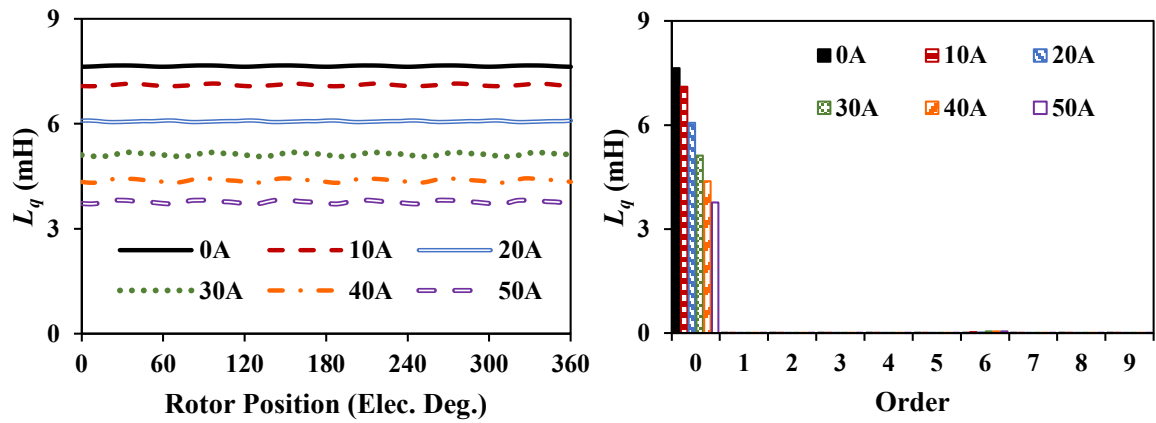 9
6
3
0
L_q (mH)
0A 10A 20A
30A 40A 50A
0 60 120 180 240 300 360
Rotor Position (Elec. Deg.)
9
6
3
0
L_q (mH)
0A 10A 20A
30A 40A 50A
0 1 2 3 4 5 6 7 8 9
Order